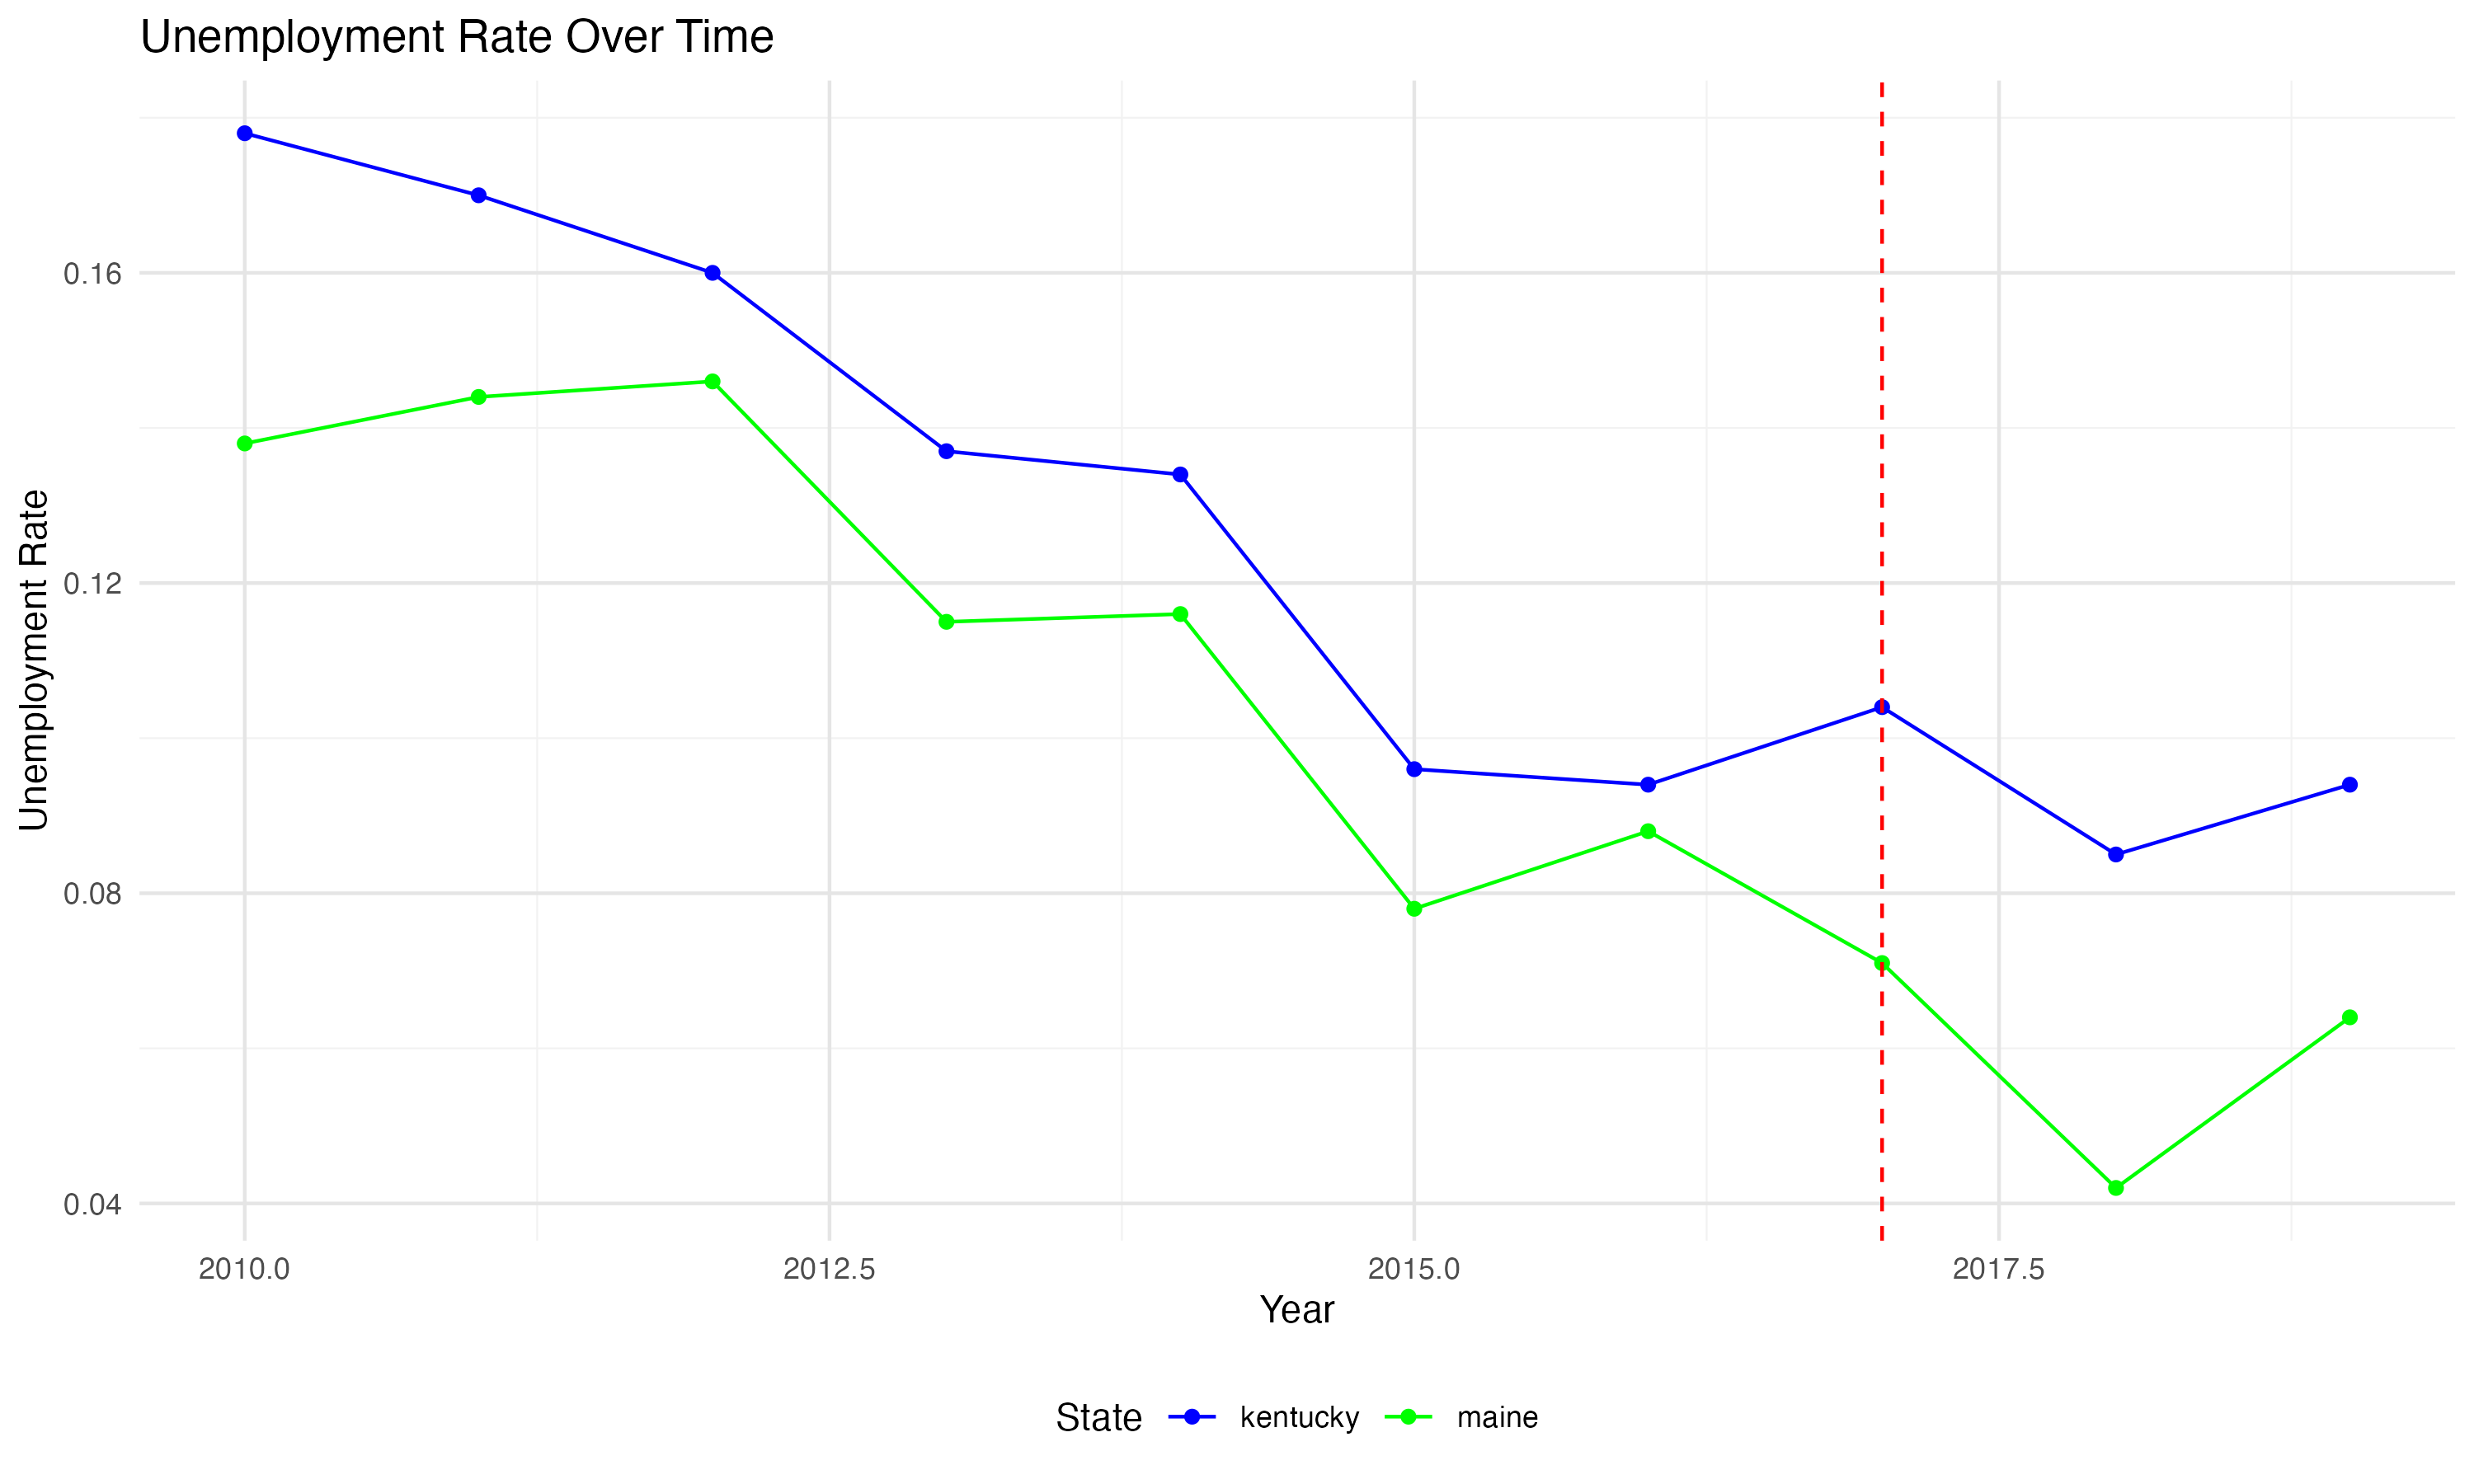 Unemployment Rate Over Time
Unemployment Rate
0.16
0.12
0.08
0.04
2010.0 2012.5 2015.0 2017.5
Year
State kentucky maine